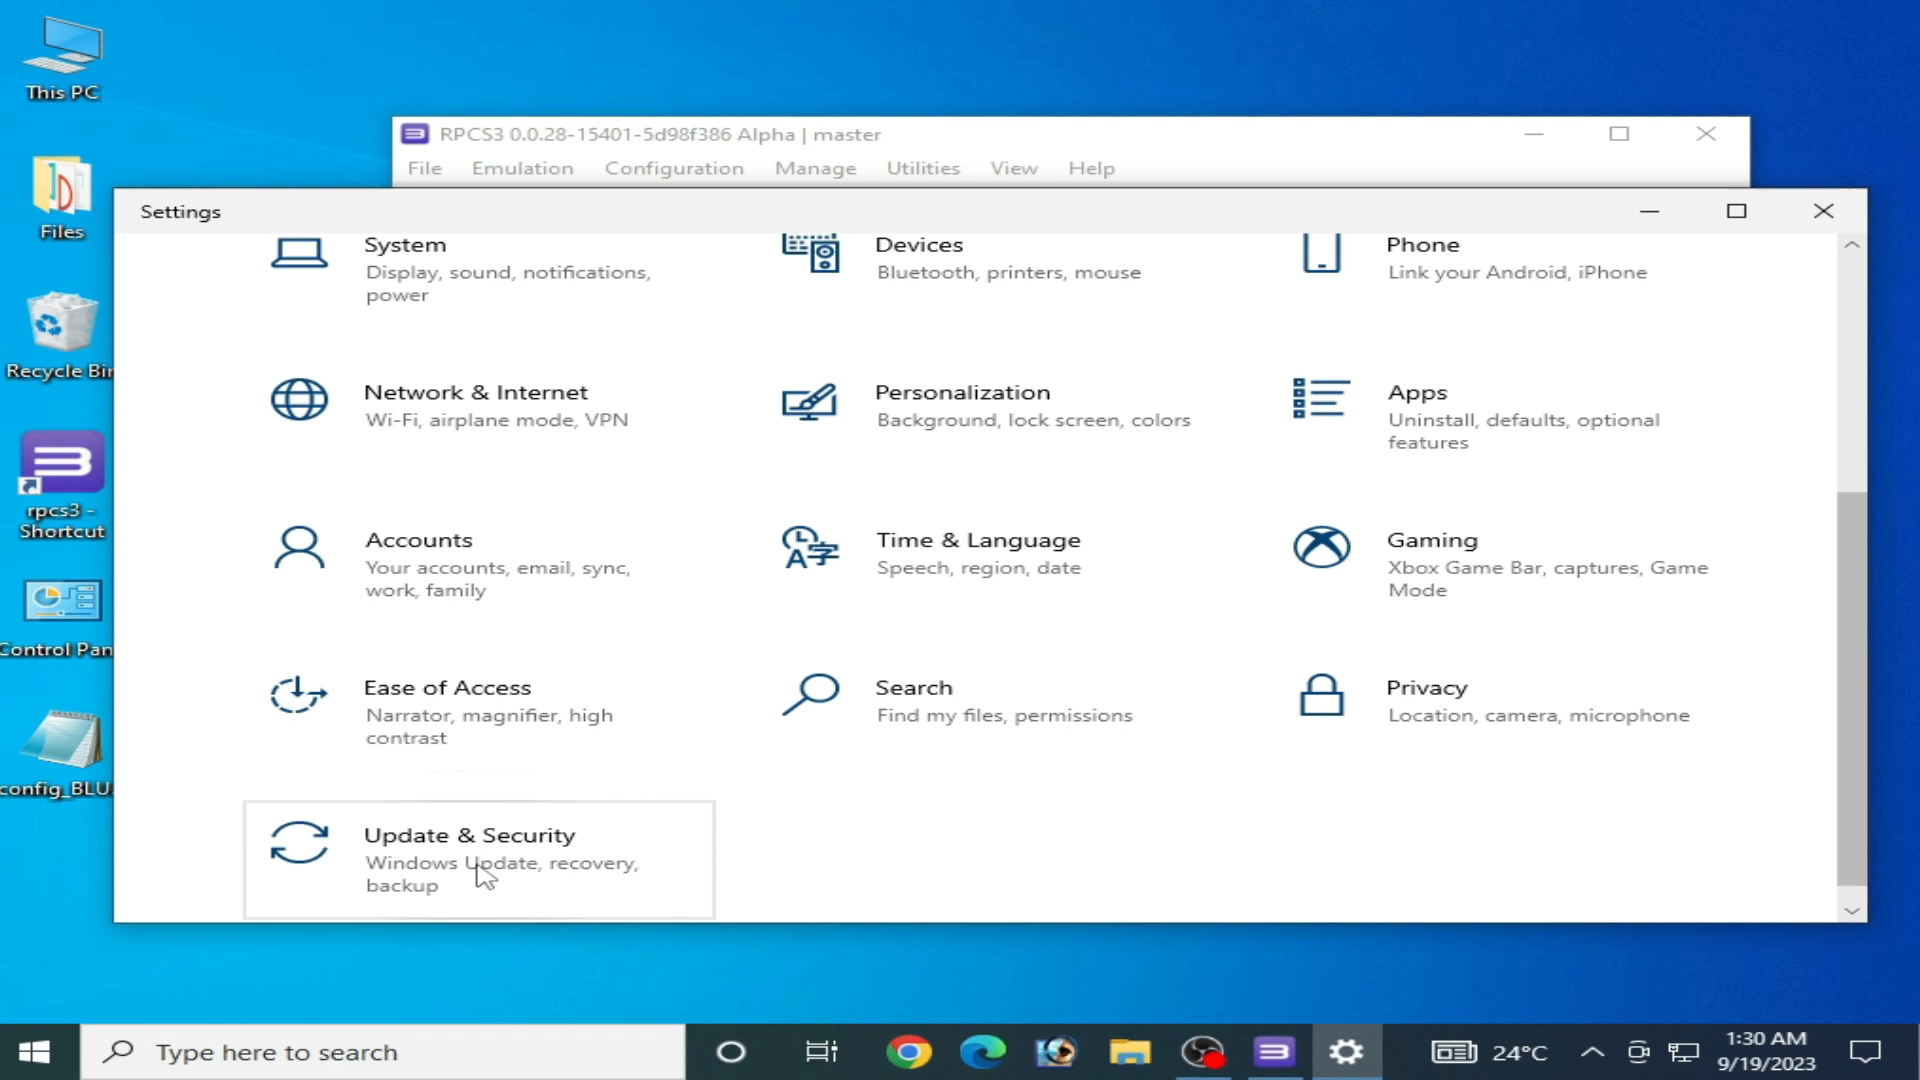 This PC
Files
Recycle Bin
rpcs3 -
Shortcut
Control Pan
config_BLU.
RPCS3 0.0.28-15401-5d98f386 Alpha | master
File Emulation Configuration Manage Utilities View Help
Settings
System
Display, sound, notifications,
power
Devices
Bluetooth, printers, mouse
Phone
Link your Android, iPhone
Network & Internet
Wi-Fi, airplane mode, VPN
Personalization
Background, lock screen, colors
Apps
Uninstall, defaults, optional
features
Accounts
Your accounts, email, sync,
work, family
Time & Language
Speech, region, date
Gaming
Xbox Game Bar, captures, Game
Mode
Ease of Access
Narrator, magnifier, high
contrast
Search
Find my files, permissions
Privacy
Location, camera, microphone
Update & Security
Windows Update, recovery,
backup
Type here to search
24°C
1:30 AM
9/19/2023